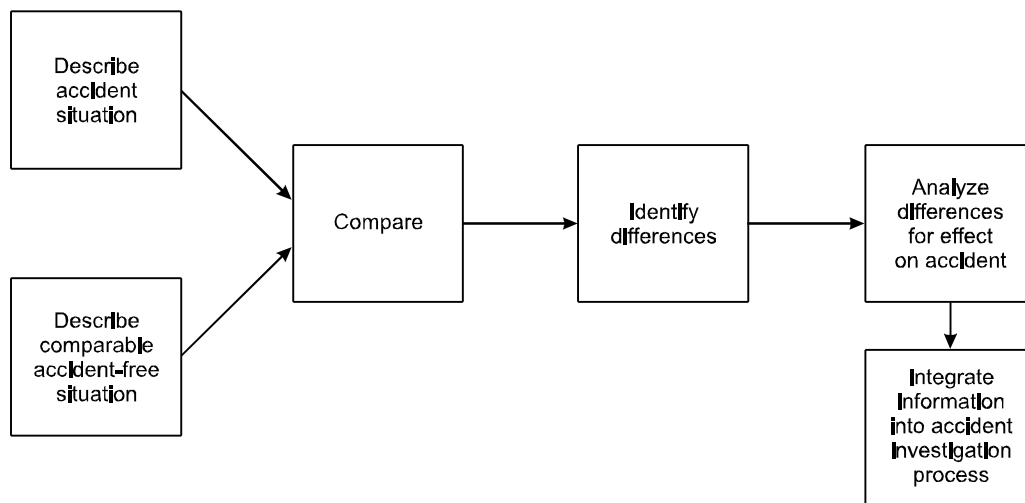 Describe
accident
situation
Describe
comparable
accident-free
situation
Compare
Identify
differences
Analyze
differences
for effect
on accident
Integrate
Information
into accident
Investigation
process